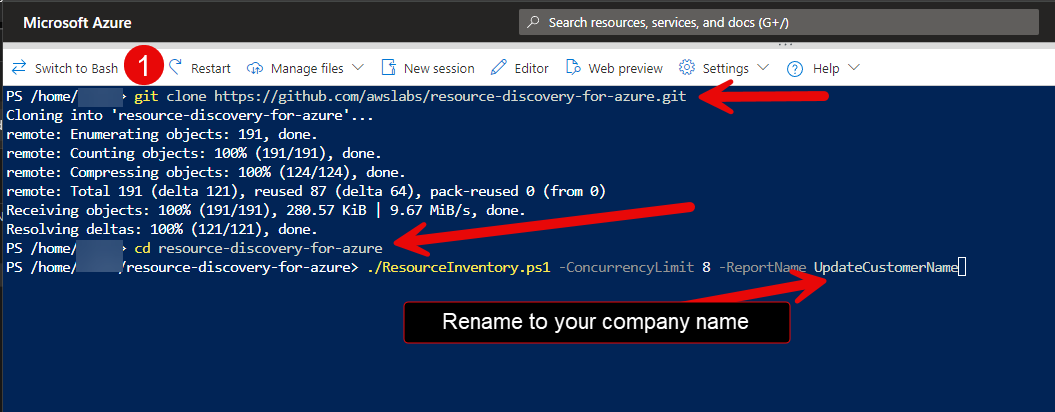 Microsoft Azure
Search resources, services, and docs (G+/)
Switch to Bash
1
Restart
Manage files
New session
Editor
Web preview
Settings
Help
PS /home/ > git clone https://github.com/awslabs/resource-discovery-for-azure.git
Cloning into 'resource-discovery-for-azure'...
remote: Enumerating objects: 191, done.
remote: Counting objects: 100% (191/191), done.
remote: Compressing objects: 100% (124/124), done.
remote: Total 191 (delta 121), reused 87 (delta 64), pack-reused 0 (from 0)
Receiving objects: 100% (191/191), 280.57 KiB | 9.67 MiB/s, done.
Resolving deltas: 100% (121/121), done.
PS /home/ > cd resource-discovery-for-azure
PS /home/ /resource-discovery-for-azure> ./ResourceInventory.ps1 -ConcurrencyLimit 8 -ReportName UpdateCustomerName
Rename to your company name